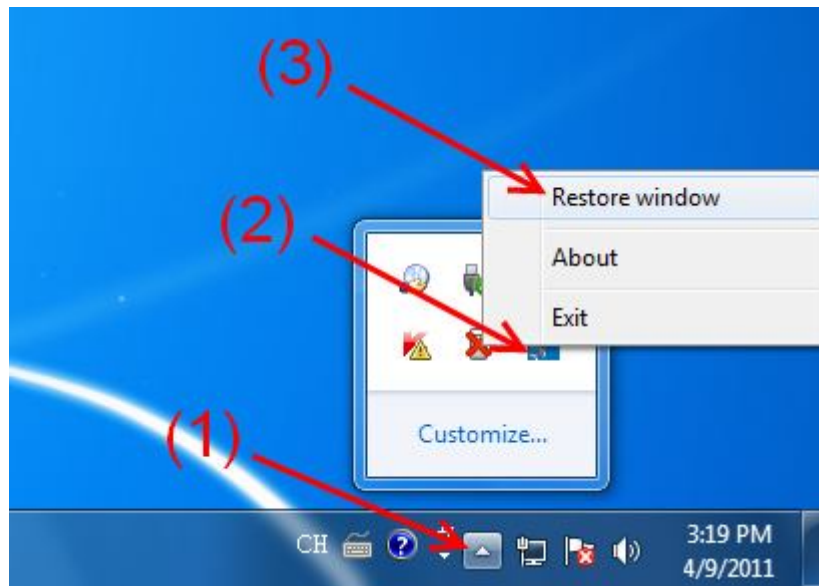 (3)
Restore window
(2)
About
Exit
Customize...
(1)
CH
?
3:19 PM
4/9/2011